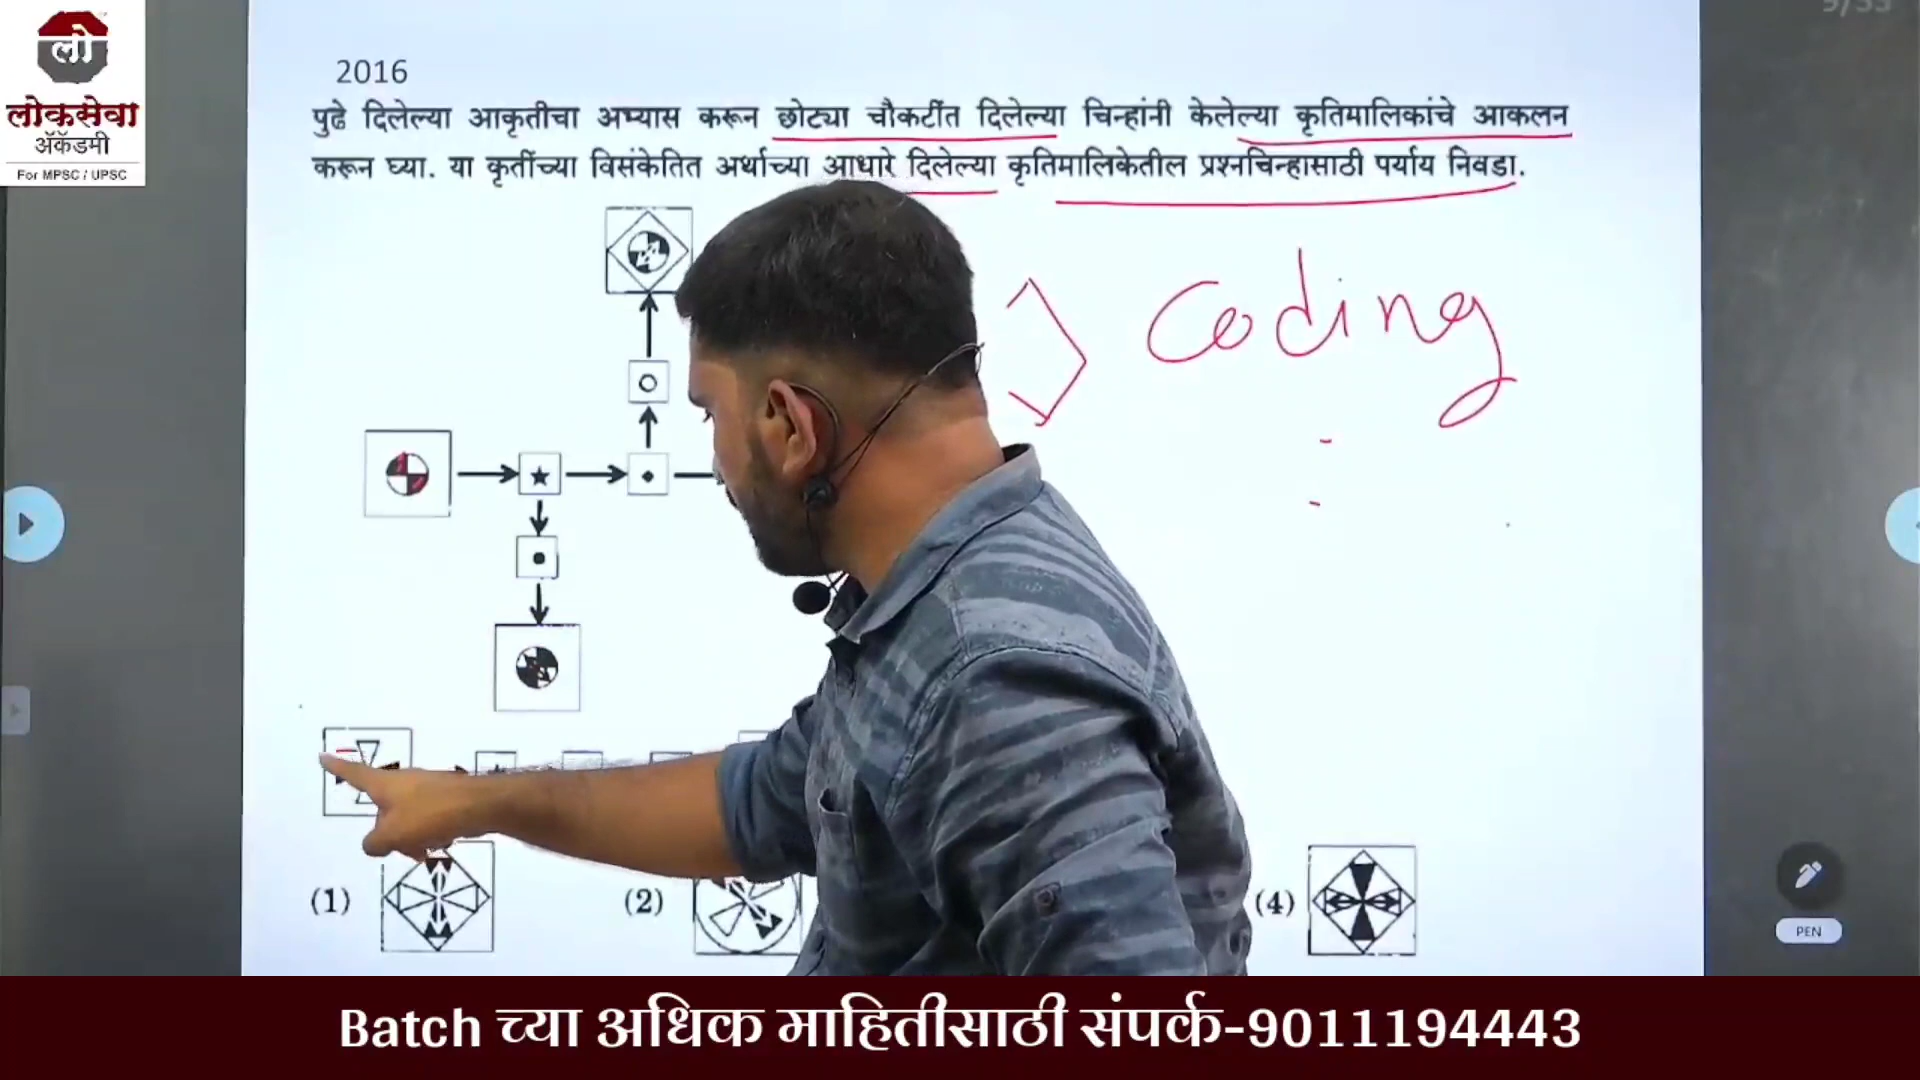 लो
लोकसेवा
ॲकॅडमी
For MPSC / UPSC
2016
पुढे दिलेल्या आकृतीचा अभ्यास करून छोट्या चौकटींत दिलेल्या चिन्हांनी केलेल्या कृतिमालिकांचे आकलन
करून घ्या. या कृतींच्या विसंकेतित अर्थाच्या आधारे दिलेल्या कृतिमालिकेतील प्रश्नचिन्हासाठी पर्याय निवडा.
coding
(1) (2) (4)
PEN
Batch च्या अधिक माहितीसाठी संपर्क-9011194443